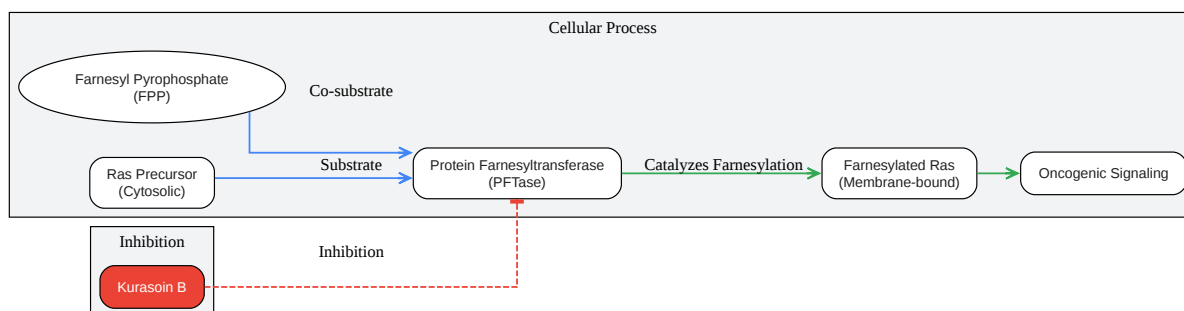 Cellular Process
Farnesyl Pyrophosphate
(FPP)
Co-substrate
Ras Precursor
(Cytosolic)
Substrate
Protein Farnesyltransferase
(PFTase)
Catalyzes Farnesylation
Farnesylated Ras
(Membrane-bound)
Oncogenic Signaling
Inhibition
Kurasoin B
Inhibition